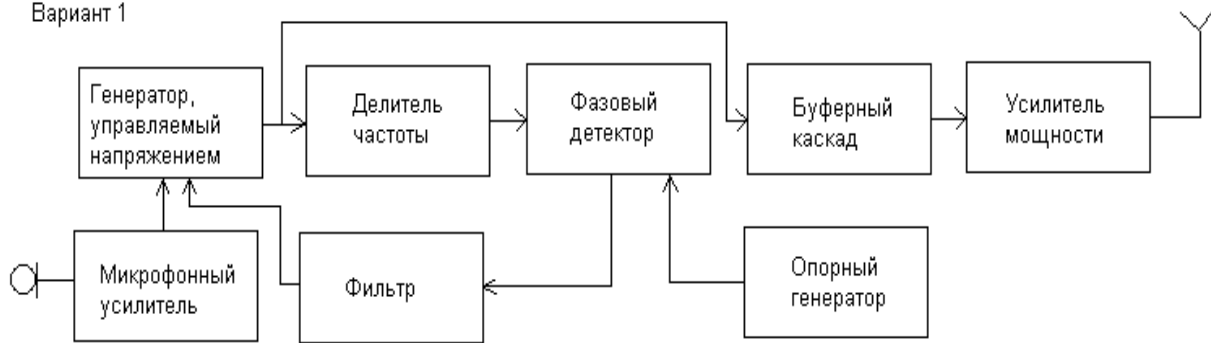 Вариант 1
Генератор,
управляемый
напряжением
Делитель
частоты
Фазовый
детектор
Буферный
каскад
Усилитель
мощности
Микрофонный
усилитель
Фильтр
Опорный
генератор